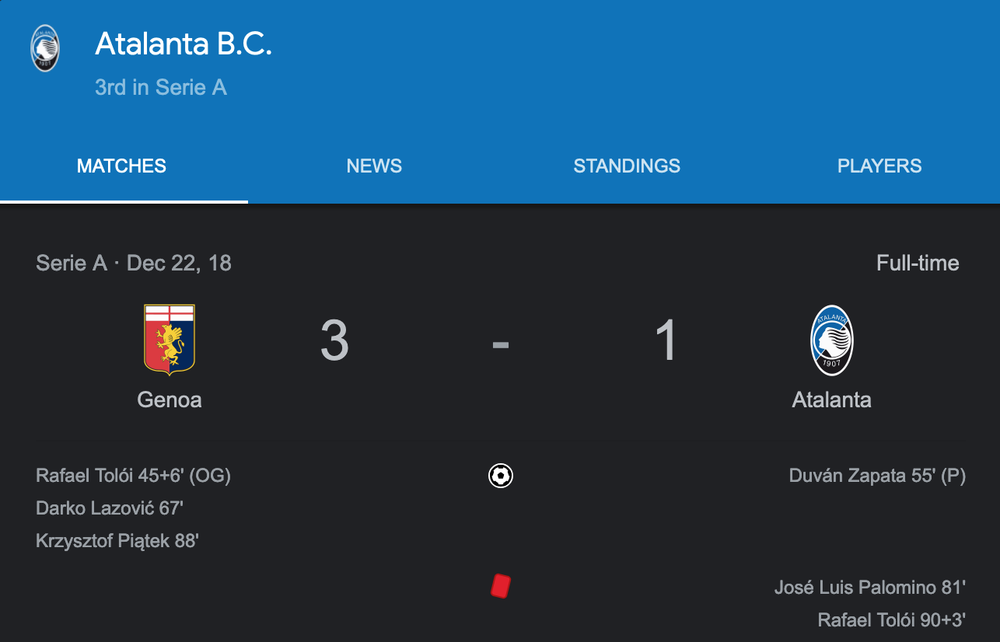 Atalanta B.C.
3rd in Serie A
MATCHES NEWS STANDINGS PLAYERS
Serie A · Dec 22, 18 Full-time
3 - 1
ATALANTA
1907
Genoa Atalanta
Rafael Tolói 45+6' (OG) Duván Zapata 55' (P)
Darko Lazović 67'
Krzysztof Piątek 88'
José Luis Palomino 81'
Rafael Tolói 90+3'